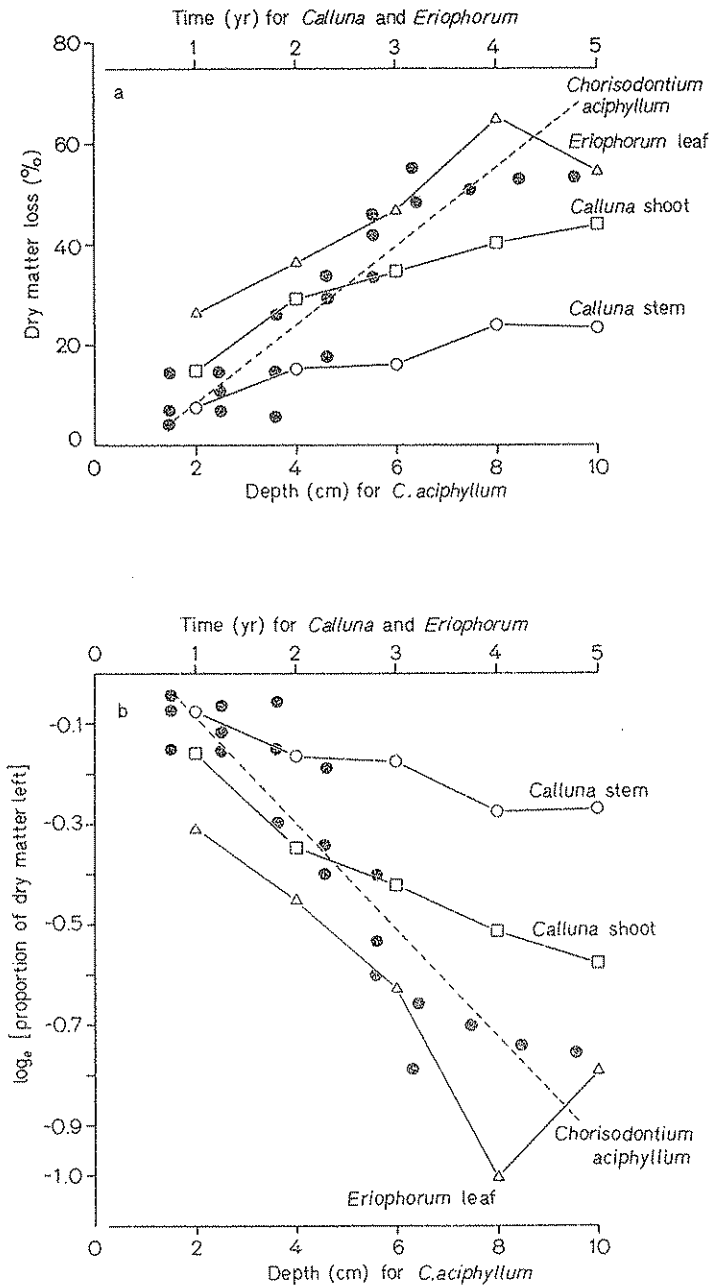 Time (yr) for Calluna and Eriophorum
1 2 3 4 5
80
60
40
20
0
Dry matter loss (%)
a
Chorisodontium
aciphyllum
Eriophorum leaf
Calluna shoot
Calluna stem
0 2 4 6 8 10
Depth (cm) for C. aciphyllum
Time (yr) for Calluna and Eriophorum
0 1 2 3 4 5
-0.1
-0.3
-0.5
-0.7
-0.9
-1.0
logₑ [proportion of dry matter left]
b
Calluna stem
Calluna shoot
Chorisodontium
aciphyllum
Eriophorum leaf
0 2 4 6 8 10
Depth (cm) for C.aciphyllum